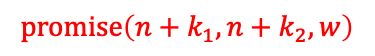 promise(n + k₁, n + k₂, w)